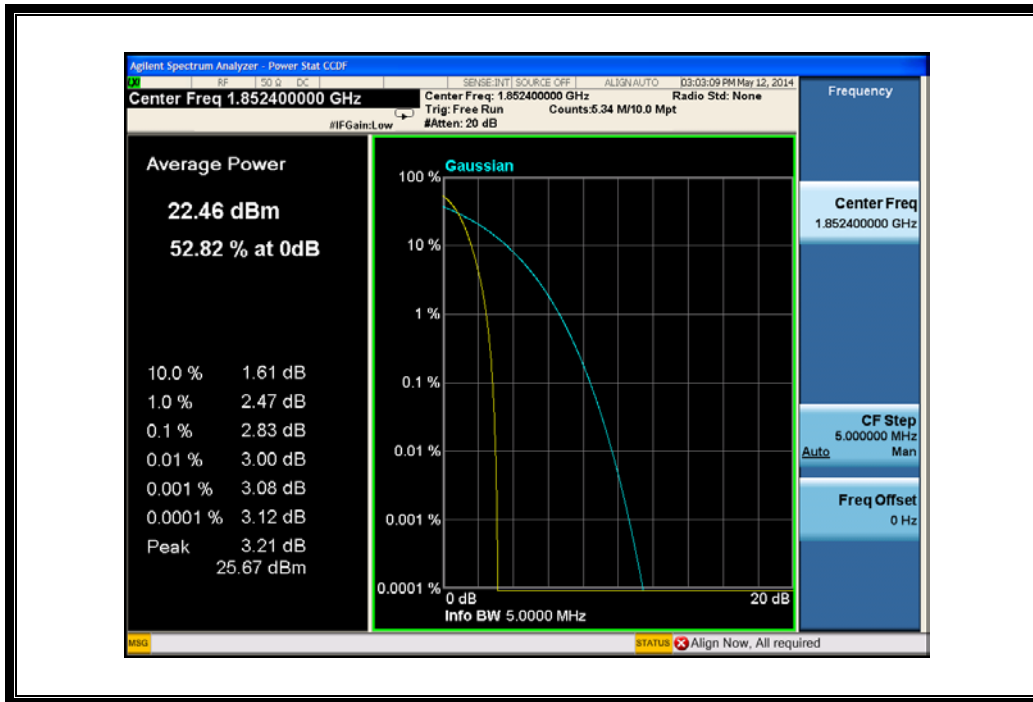 Agilent Spectrum Analyzer - Power Stat CCDF
RF 50 Ω DC SENSE:INT SOURCE OFF ALIGN AUTO 03:03:09 PM May 12, 2014
Center Freq 1.852400000 GHz
Center Freq: 1.852400000 GHz Radio Std: None
Trig: Free Run Counts:5.34 M/10.0 Mpt
#IFGain:Low #Atten: 20 dB
Average Power
22.46 dBm
52.82 % at 0dB
10.0 % 1.61 dB
1.0 % 2.47 dB
0.1 % 2.83 dB
0.01 % 3.00 dB
0.001 % 3.08 dB
0.0001 % 3.12 dB
Peak 3.21 dB
25.67 dBm
Gaussian
100 %
10 %
1 %
0.1 %
0.01 %
0.001 %
0.0001 %
0 dB 20 dB
Info BW 5.0000 MHz
Frequency
Center Freq
1.852400000 GHz
CF Step
5.000000 MHz
Auto Man
Freq Offset
0 Hz
MSG STATUS Align Now, All required